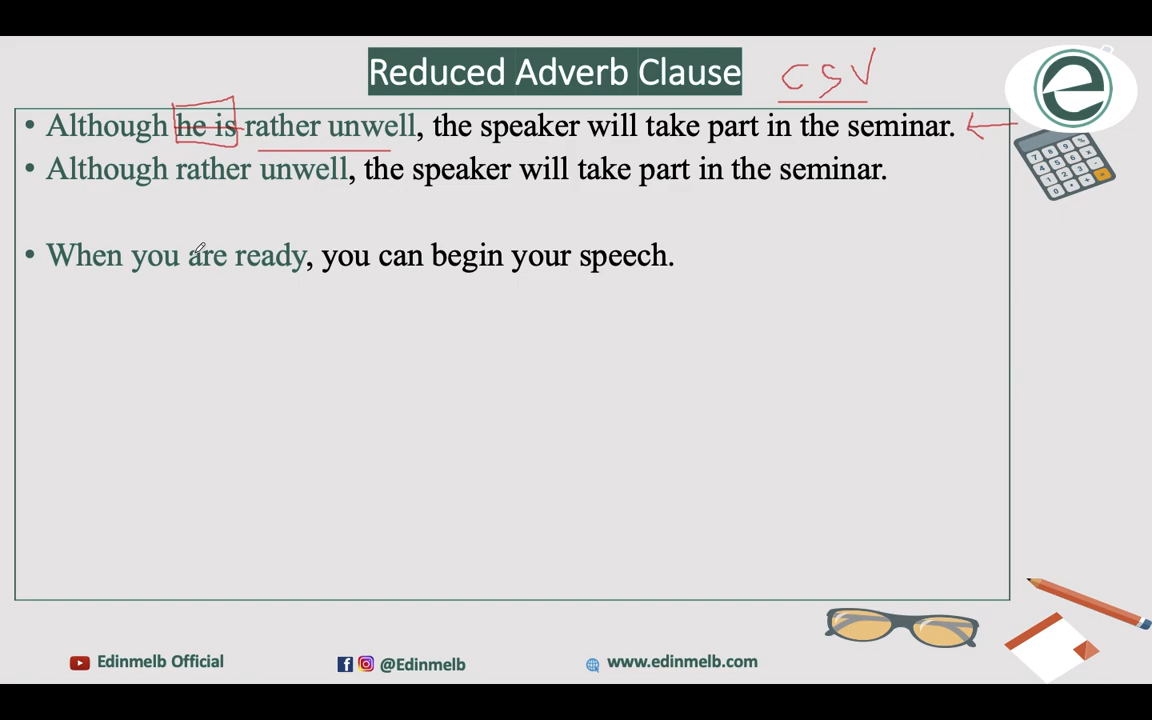 Reduced Adverb Clause CSV
• Although he is rather unwell, the speaker will take part in the seminar.
• Although rather unwell, the speaker will take part in the seminar.
• When you are ready, you can begin your speech.
e
Edinmelb Official @Edinmelb www.edinmelb.com